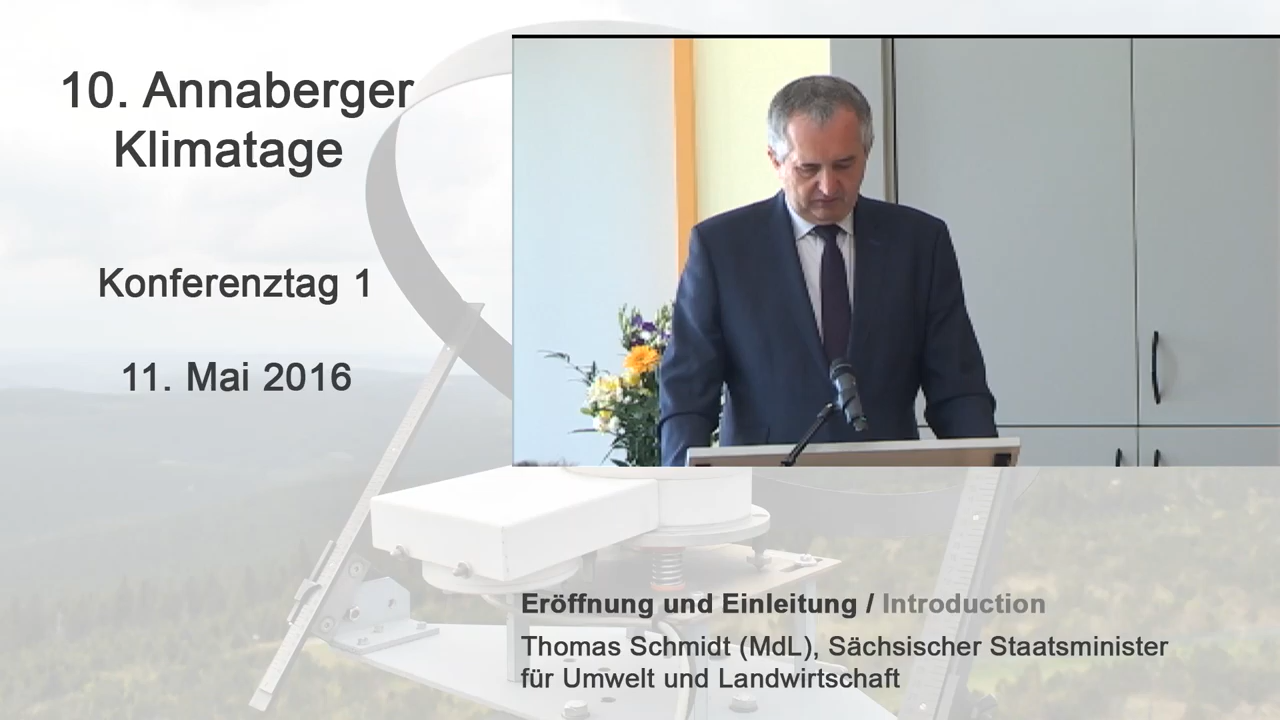 10. Annaberger
Klimatage
Konferenztag 1
11. Mai 2016
Eröffnung und Einleitung / Introduction
Thomas Schmidt (MdL), Sächsischer Staatsminister
für Umwelt und Landwirtschaft